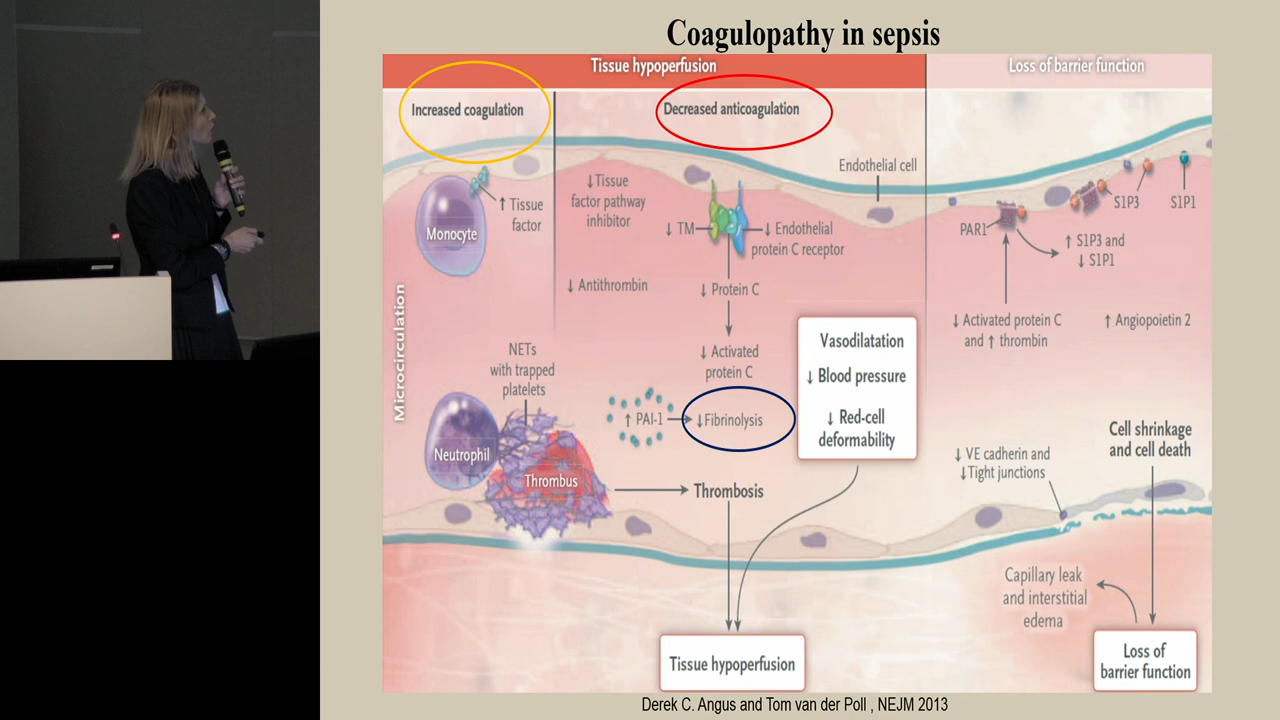 Coagulopathy in sepsis
Tissue hypoperfusion
Loss of barrier function
Increased coagulation
Decreased anticoagulation
Endothelial cell
Monocyte
↑ Tissue
factor
↓Tissue
factor pathway
inhibitor
↓ TM
↓ Endothelial
protein C receptor
↓ Antithrombin
↓ Protein C
↓ Activated
protein C
PAR1
S1P3
S1P1
↑ S1P3 and
↓ S1P1
↓ Activated protein C
and ↑ thrombin
↑ Angiopoietin 2
Microcirculation
NETs
with trapped
platelets
Neutrophil
Thrombus
↑ PAI-1
↓Fibrinolysis
Thrombosis
Vasodilatation
↓ Blood pressure
↓ Red-cell
deformability
↓ VE cadherin and
↓Tight junctions
Cell shrinkage
and cell death
Capillary leak
and interstitial
edema
Tissue hypoperfusion
Loss of
barrier function
Derek C. Angus and Tom van der Poll , NEJM 2013